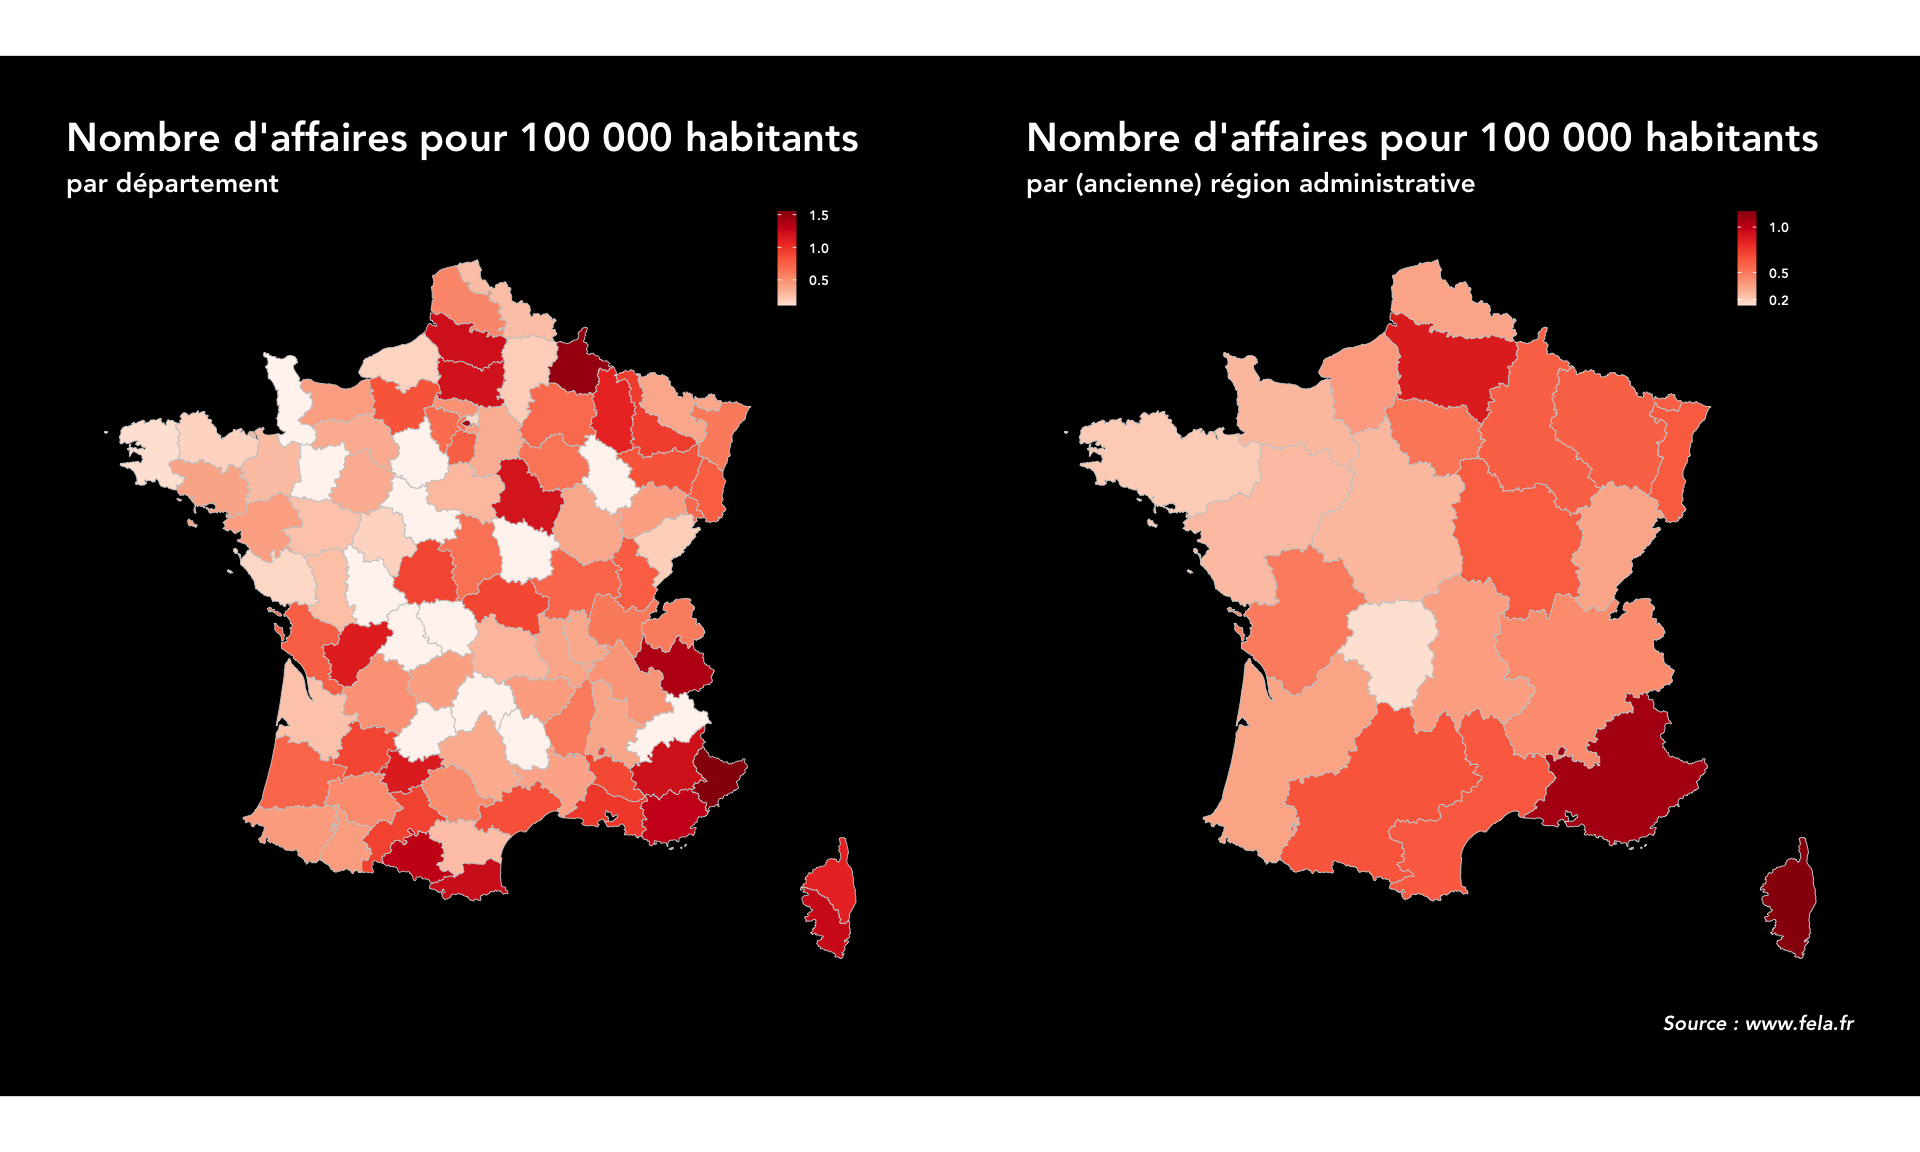 Nombre d'affaires pour 100 000 habitants
par département
1.5
1.0
0.5
Nombre d'affaires pour 100 000 habitants
par (ancienne) région administrative
1.0
0.5
0.2
Source : www.fela.fr